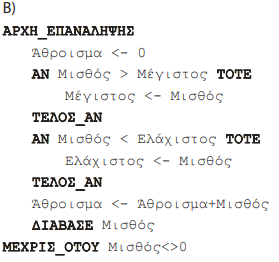 Β)
ΑΡΧΗ_ΕΠΑΝΑΛΗΨΗΣ
Άθροισμα <- 0
ΑΝ Μισθός > Μέγιστος ΤΟΤΕ
Μέγιστος <- Μισθός
ΤΕΛΟΣ_ΑΝ
ΑΝ Μισθός < Ελάχιστος ΤΟΤΕ
Ελάχιστος <- Μισθός
ΤΕΛΟΣ_ΑΝ
Άθροισμα <- Άθροισμα+Μισθός
ΔΙΑΒΑΣΕ Μισθός
ΜΕΧΡΙΣ_ΟΤΟΥ Μισθός<>0